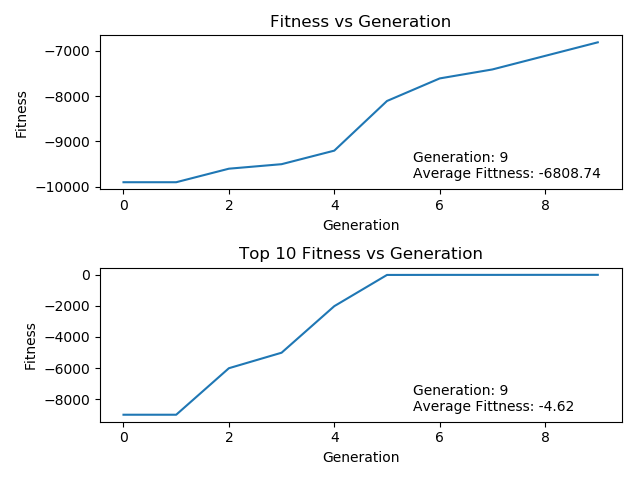 Fitness vs Generation
−7000
−8000
−9000
−10000
Fitness
Generation: 9
Average Fittness: -6808.74
0 2 4 6 8
Generation
Top 10 Fitness vs Generation
0
−2000
−4000
−6000
−8000
Fitness
Generation: 9
Average Fittness: -4.62
0 2 4 6 8
Generation